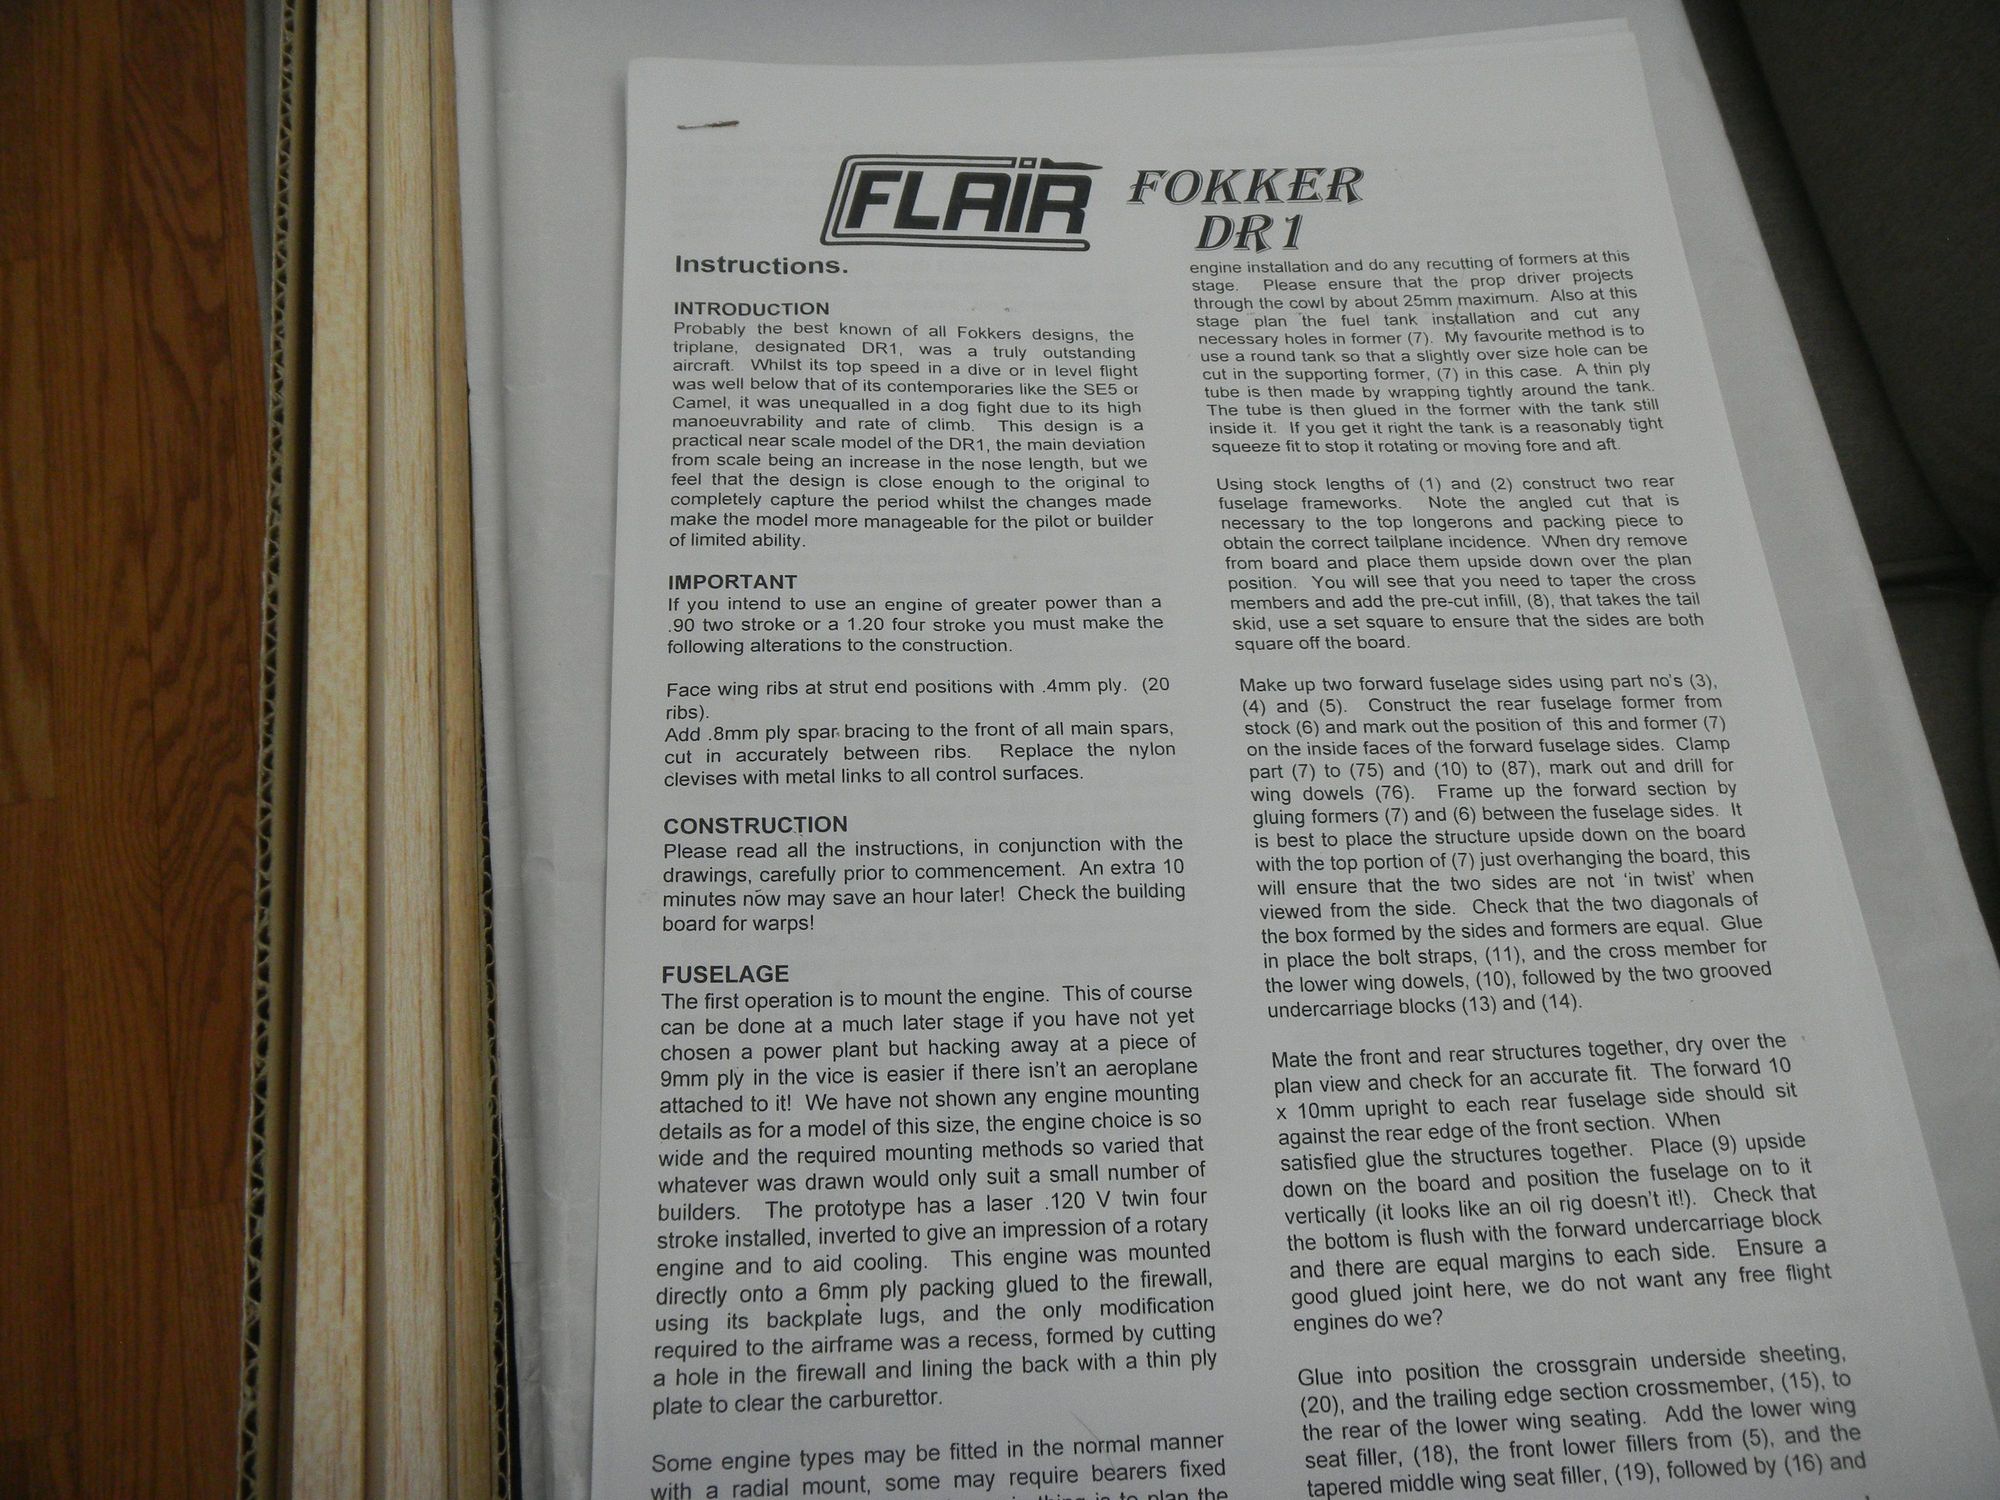 FLAIR FOKKER
DR1
Instructions.
INTRODUCTION
Probably the best known of all Fokkers designs, the
triplane, designated DR1, was a truly outstanding
aircraft. Whilst its top speed in a dive or in level flight
was well below that of its contemporaries like the SE5 or
Camel, it was unequalled in a dog fight due to its high
manoeuvrability and rate of climb. This design is a
practical near scale model of the DR1, the main deviation
from scale being an increase in the nose length, but we
feel that the design is close enough to the original to
completely capture the period whilst the changes made
make the model more manageable for the pilot or builder
of limited ability.
IMPORTANT
If you intend to use an engine of greater power than a
.90 two stroke or a 1.20 four stroke you must make the
following alterations to the construction.
Face wing ribs at strut end positions with .4mm ply. (20
ribs).
Add .8mm ply spar bracing to the front of all main spars,
cut in accurately between ribs. Replace the nylon
clevises with metal links to all control surfaces.
CONSTRUCTION
Please read all the instructions, in conjunction with the
drawings, carefully prior to commencement. An extra 10
minutes now may save an hour later! Check the building
board for warps!
FUSELAGE
The first operation is to mount the engine. This of course
can be done at a much later stage if you have not yet
chosen a power plant but hacking away at a piece of
9mm ply in the vice is easier if there isn't an aeroplane
attached to it! We have not shown any engine mounting
details as for a model of this size, the engine choice is so
wide and the required mounting methods so varied that
whatever was drawn would only suit a small number of
builders. The prototype has a laser .120 V twin four
stroke installed, inverted to give an impression of a rotary
engine and to aid cooling. This engine was mounted
directly onto a 6mm ply packing glued to the firewall,
using its backplate lugs, and the only modification
required to the airframe was a recess, formed by cutting
a hole in the firewall and lining the back with a thin ply
plate to clear the carburettor.
Some engine types may be fitted in the normal manner
with a radial mount, some may require bearers fixed
is to plan the
engine installation and do any recutting of formers at this
stage. Please ensure that the prop driver projects
through the cowl by about 25mm maximum. Also at this
stage plan the fuel tank installation and cut any
necessary holes in former (7). My favourite method is to
use a round tank so that a slightly over size hole can be
cut in the supporting former, (7) in this case. A thin ply
tube is then made by wrapping tightly around the tank.
The tube is then glued in the former with the tank still
inside it. If you get it right the tank is a reasonably tight
squeeze fit to stop it rotating or moving fore and aft.
Using stock lengths of (1) and (2) construct two rear
fuselage frameworks. Note the angled cut that is
necessary to the top longerons and packing piece to
obtain the correct tailplane incidence. When dry remove
from board and place them upside down over the plan
position. You will see that you need to taper the cross
members and add the pre-cut infill, (8), that takes the tail
skid, use a set square to ensure that the sides are both
square off the board.
Make up two forward fuselage sides using part no's (3),
(4) and (5). Construct the rear fuselage former from
stock (6) and mark out the position of this and former (7)
on the inside faces of the forward fuselage sides. Clamp
part (7) to (75) and (10) to (87), mark out and drill for
wing dowels (76). Frame up the forward section by
gluing formers (7) and (6) between the fuselage sides. It
is best to place the structure upside down on the board
with the top portion of (7) just overhanging the board, this
will ensure that the two sides are not 'in twist' when
viewed from the side. Check that the two diagonals of
the box formed by the sides and formers are equal. Glue
in place the bolt straps, (11), and the cross member for
the lower wing dowels, (10), followed by the two grooved
undercarriage blocks (13) and (14).
Mate the front and rear structures together, dry over the
plan view and check for an accurate fit. The forward 10
x 10mm upright to each rear fuselage side should sit
against the rear edge of the front section. When
satisfied glue the structures together. Place (9) upside
down on the board and position the fuselage on to it
vertically (it looks like an oil rig doesn't it!). Check that
the bottom is flush with the forward undercarriage block
and there are equal margins to each side. Ensure a
good glued joint here, we do not want any free flight
engines do we?
Glue into position the crossgrain underside sheeting,
(20), and the trailing edge section crossmember, (15), to
the rear of the lower wing seating. Add the lower wing
seat filler, (18), the front lower fillers from (5), and the
tapered middle wing seat filler, (19), followed by (16) and